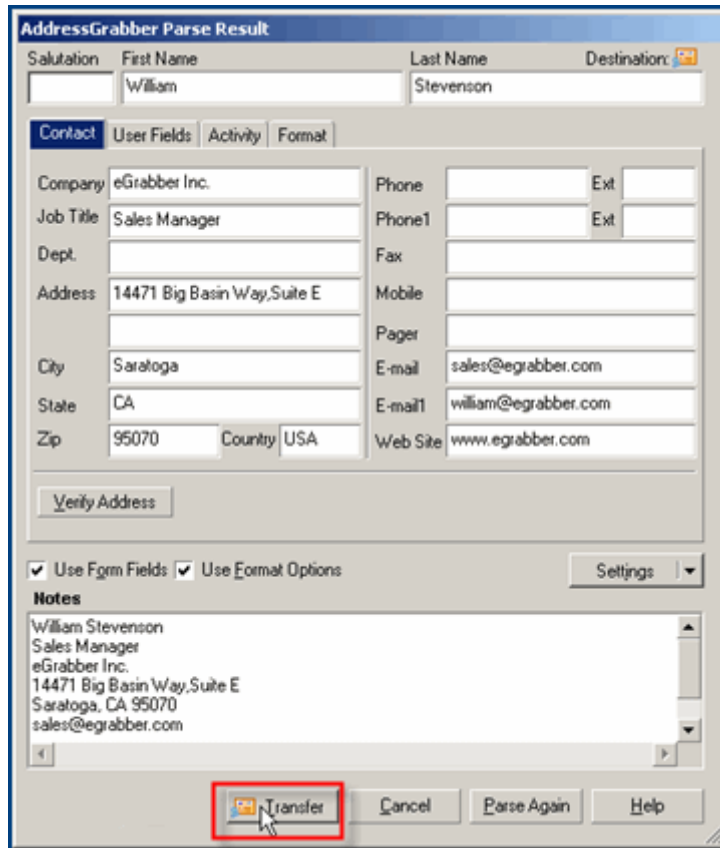 AddressGrabber Parse Result
Salutation First Name Last Name Destination:
William Stevenson
Contact User Fields Activity Format
Company eGrabber Inc. Phone Ext
Job Title Sales Manager Phone1 Ext
Dept. Fax
Address 14471 Big Basin Way,Suite E Mobile
Pager
City Saratoga E-mail sales@egrabber.com
State CA E-mail1 william@egrabber.com
Zip 95070 Country USA Web Site www.egrabber.com
Verify Address
Use Form Fields Use Format Options Settings
Notes
William Stevenson
Sales Manager
eGrabber Inc.
14471 Big Basin Way,Suite E
Saratoga, CA 95070
sales@egrabber.com
Transfer Cancel Parse Again Help